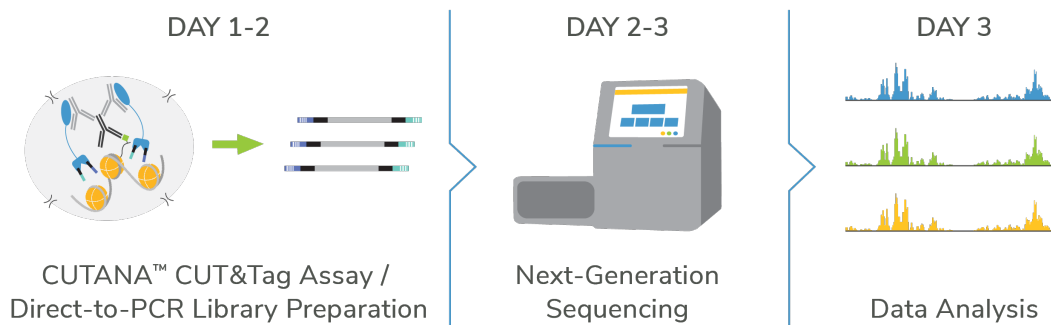 DAY 1-2
CUTANA™ CUT&Tag Assay /
Direct-to-PCR Library Preparation
DAY 2-3
Next-Generation
Sequencing
DAY 3
Data Analysis